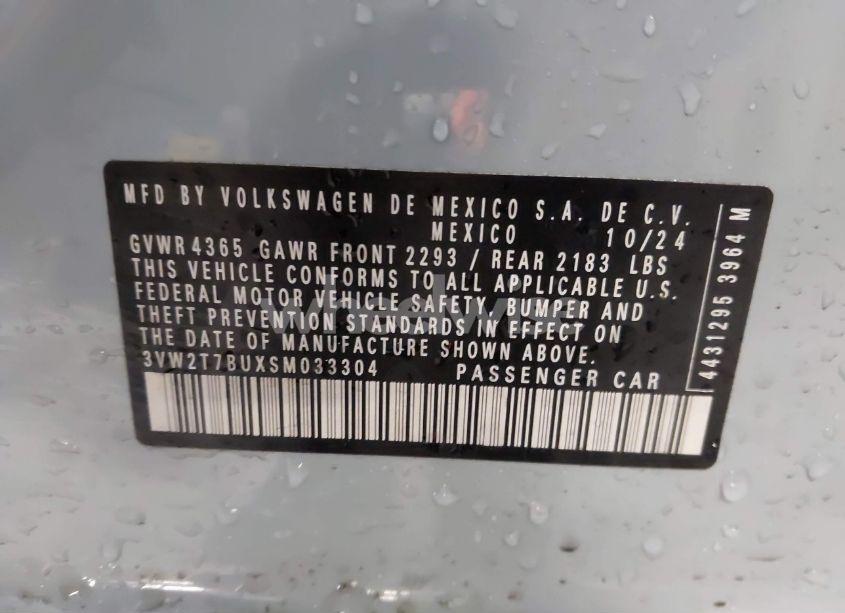 MFD BY VOLKSWAGEN DE MEXICO S.A. DE C.V.
MEXICO 10/24
GVWR 4365 GAWR FRONT 2293 / REAR 2183 LBS
THIS VEHICLE CONFORMS TO ALL APPLICABLE U.S.
FEDERAL MOTOR VEHICLE SAFETY, BUMPER AND
THEFT PREVENTION STANDARDS IN EFFECT ON
THE DATE OF MANUFACTURE SHOWN ABOVE.
3VW2T7BUXSM033304 PASSENGER CAR
4431295 3964 M